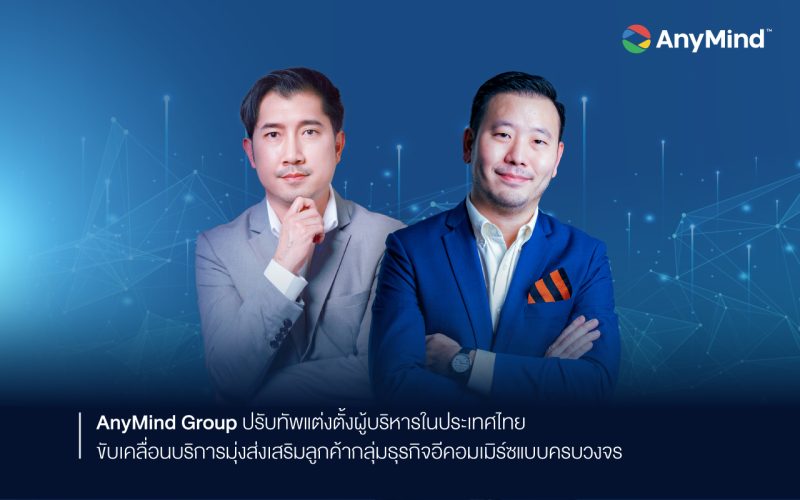 AnyMind™
AnyMind Group ปรับทัพแต่งตั้งผู้บริหารในประเทศไทย
ขับเคลื่อนบริการมุ่งส่งเสริมลูกค้ากลุ่มธุรกิจอีคอมเมิร์ซแบบครบวงจร